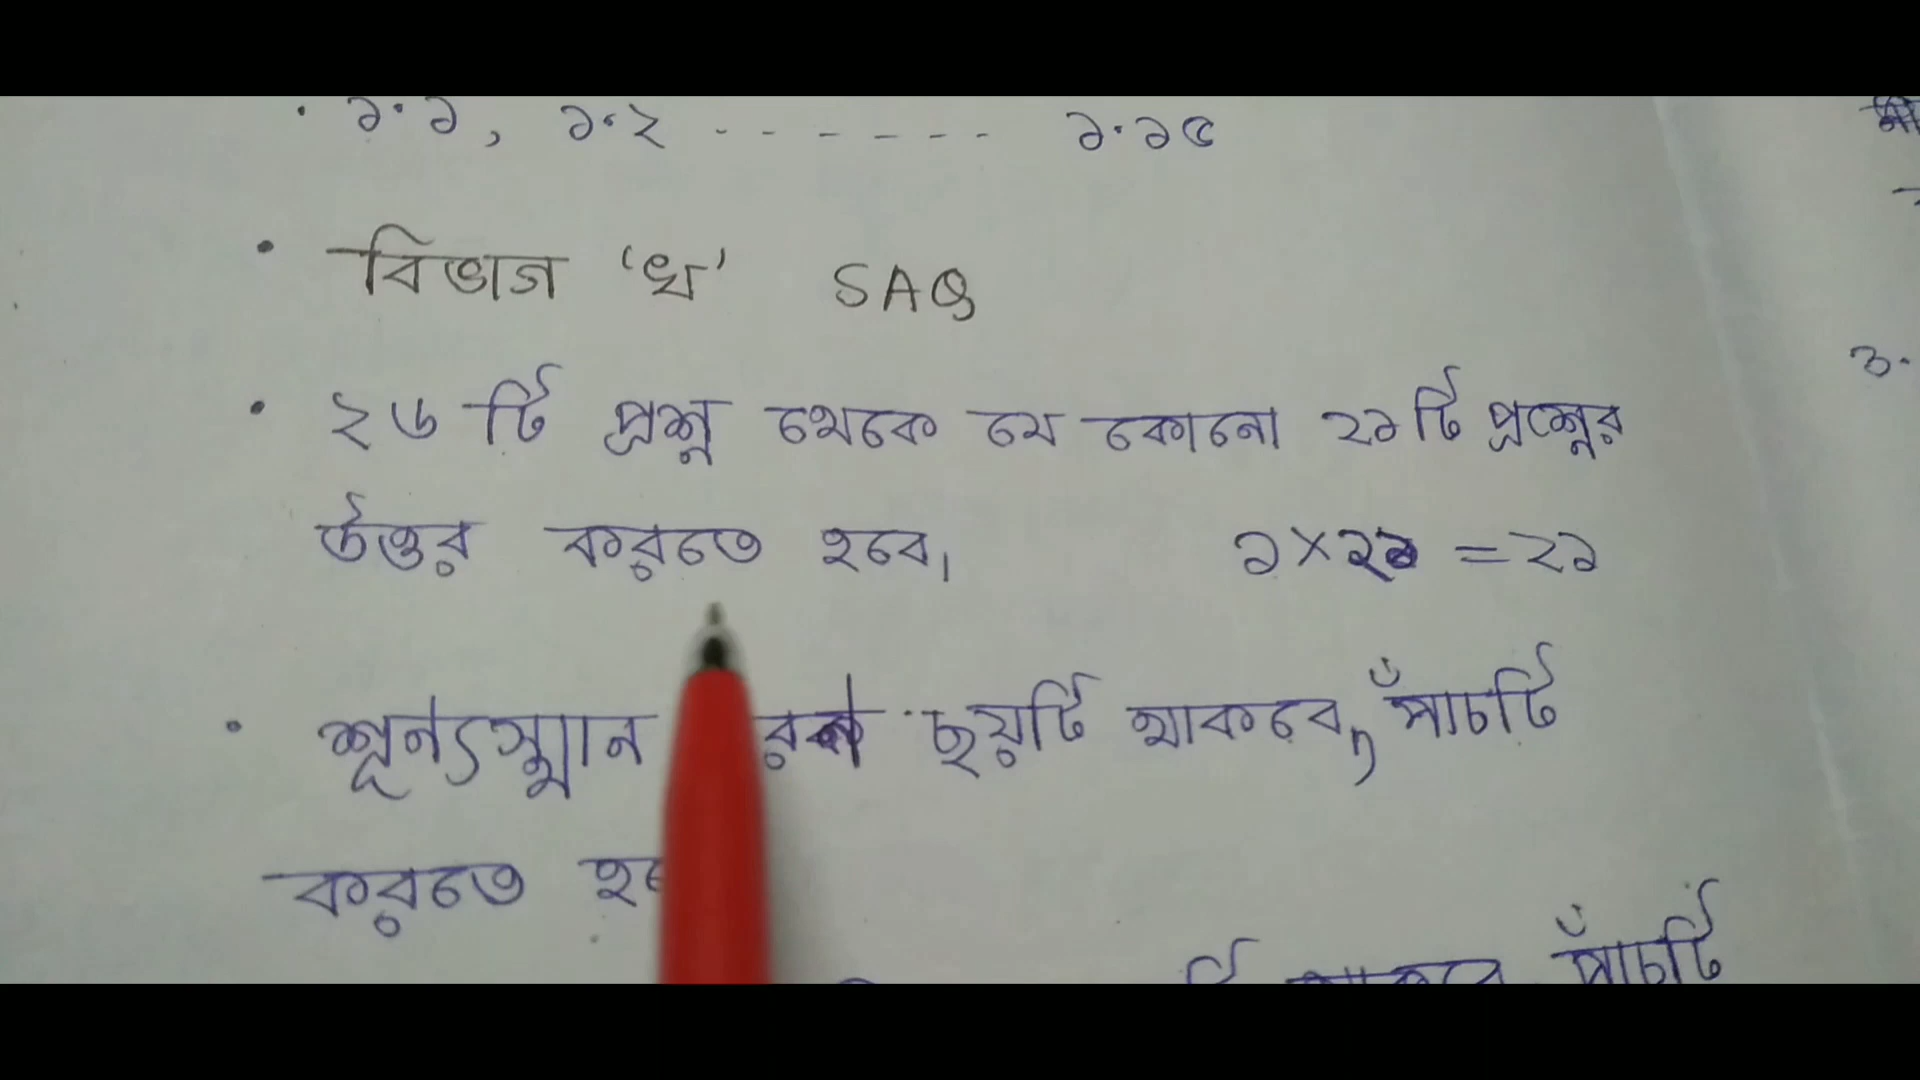 • ১.১, ১.২ - - - - - - - ১.১৫
• বিভাগ ‘খ’ SAQ
• ২৬ টি প্রশ্ন থেকে যে কোনো ২১টি প্রশ্নের
উত্তর করতে হবে। ১×২১ = ২১
• শূন্যস্থান ছয়টি থাকবে, পাঁচটি
করতে
পাঁচটি
৩.